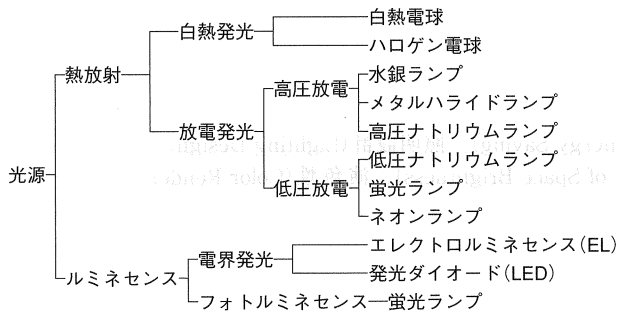 白熱電球
白熱発光
ハロゲン電球
熱放射
水銀ランプ
高圧放電
メタルハライドランプ
放電発光
高圧ナトリウムランプ
光源
低圧ナトリウムランプ
低圧放電
蛍光ランプ
ネオンランプ
エレクトロルミネセンス(EL)
電界発光
ルミネセンス
発光ダイオード(LED)
フォトルミネセンス
蛍光ランプ